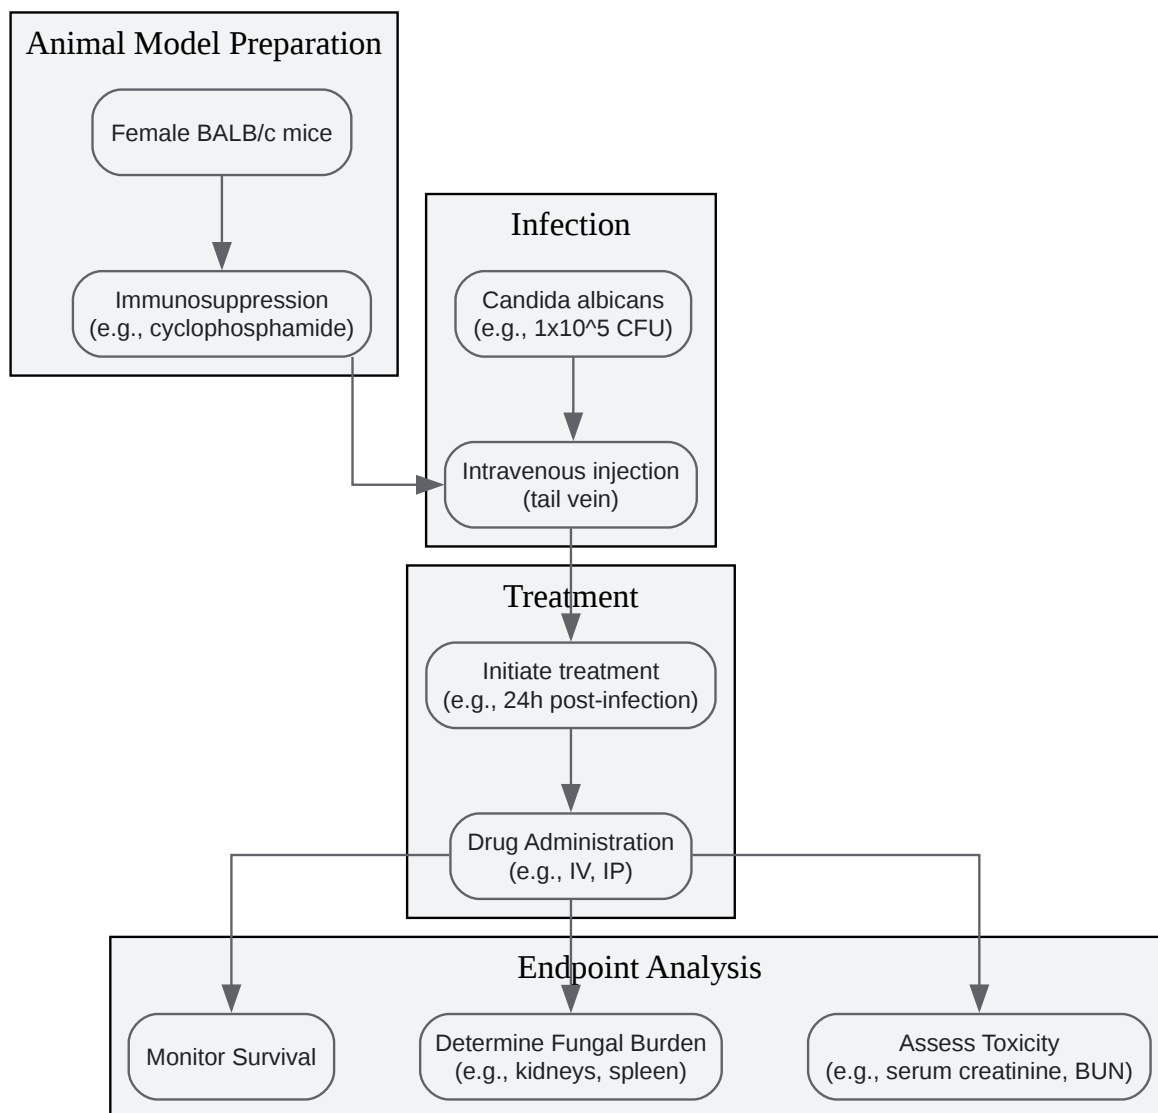 Animal Model Preparation
Female BALB/c mice
Immunosuppression
(e.g., cyclophosphamide)
Infection
Candida albicans
(e.g., 1x10^5 CFU)
Intravenous injection
(tail vein)
Treatment
Initiate treatment
(e.g., 24h post-infection)
Drug Administration
(e.g., IV, IP)
Endpoint Analysis
Monitor Survival
Determine Fungal Burden
(e.g., kidneys, spleen)
Assess Toxicity
(e.g., serum creatinine, BUN)